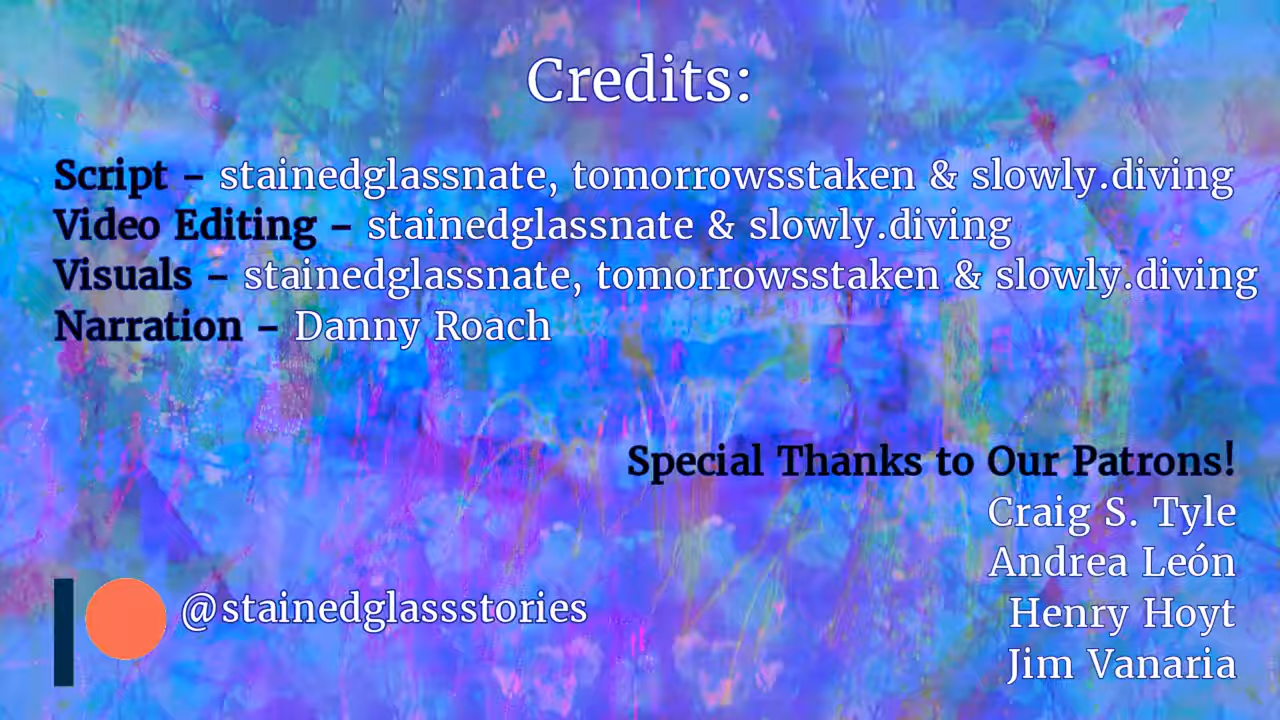 Credits:
Script – stainedglassnate, tomorrowsstaken & slowly.diving
Video Editing – stainedglassnate & slowly.diving
Visuals – stainedglassnate, tomorrowsstaken & slowly.diving
Narration – Danny Roach
Special Thanks to Our Patrons!
Craig S. Tyle
Andrea León
Henry Hoyt
Jim Vanaria
@stainedglassstories